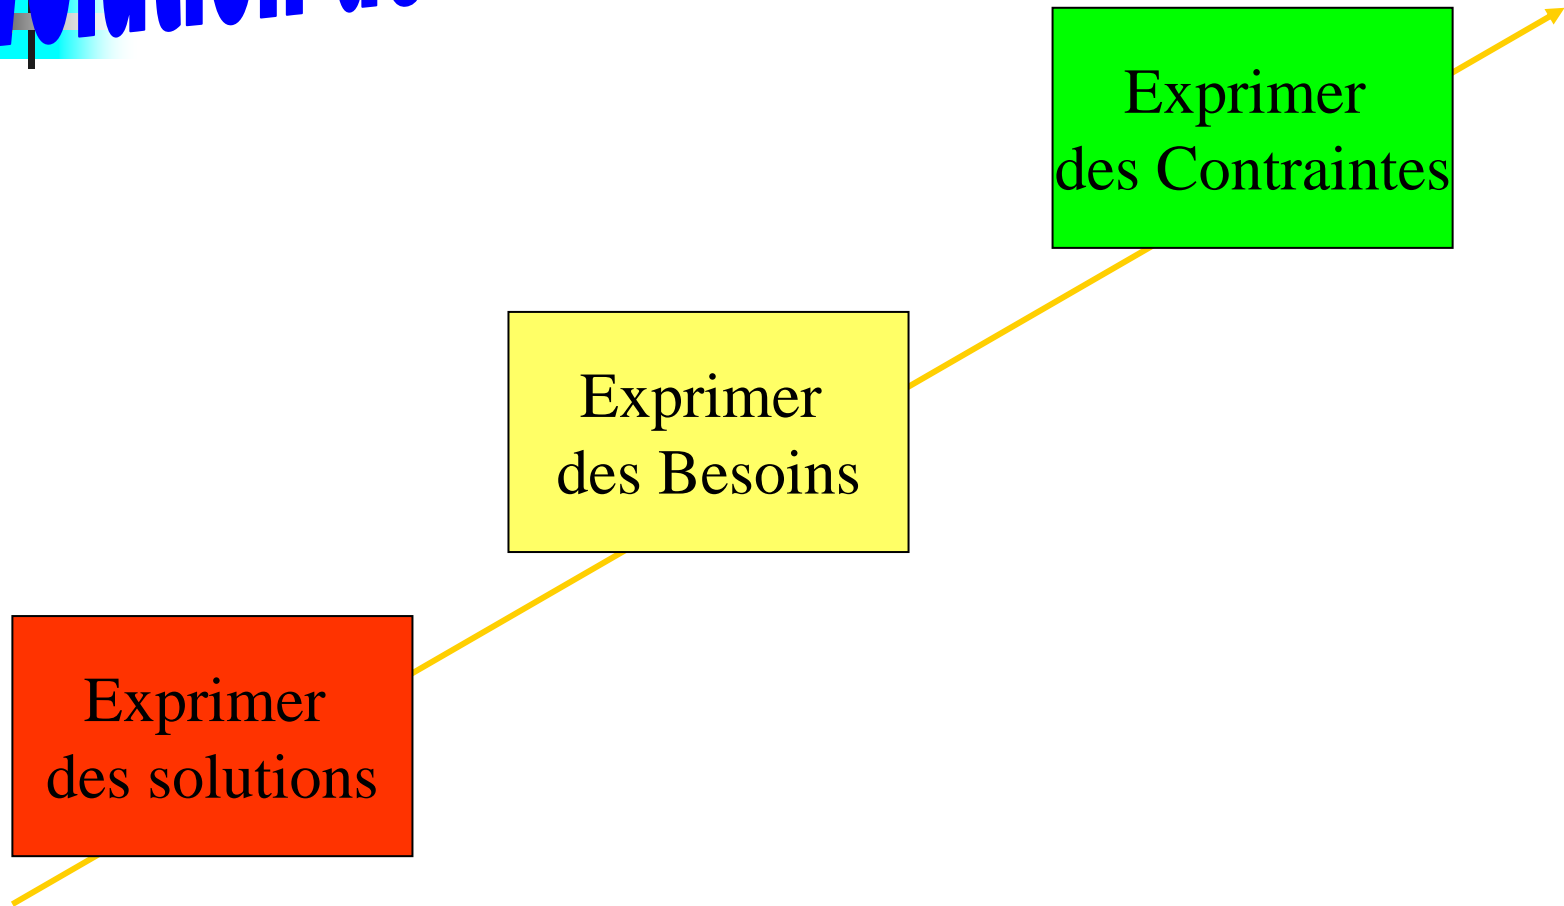 Exprimer
des Contraintes
Exprimer
des Besoins
Exprimer
des solutions